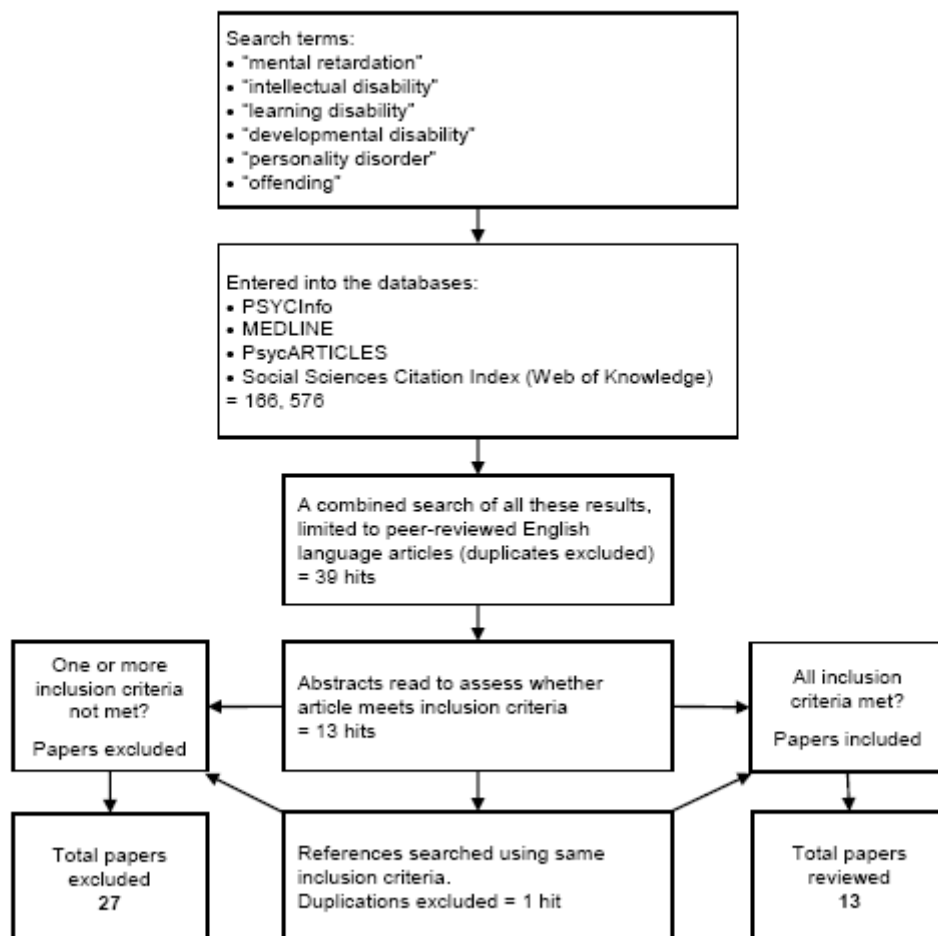 Search terms:
• "mental retardation"
• "intellectual disability"
• "learning disability"
• "developmental disability"
• "personality disorder"
• "offending"
Entered into the databases:
• PSYCInfo
• MEDLINE
• PsycARTICLES
• Social Sciences Citation Index (Web of Knowledge)
= 166, 576
A combined search of all these results,
limited to peer-reviewed English
language articles (duplicates excluded)
= 39 hits
One or more
inclusion criteria
not met?
Papers excluded
Abstracts read to assess whether
article meets inclusion criteria
= 13 hits
All inclusion
criteria met?
Papers included
Total papers
excluded
27
References searched using same
inclusion criteria.
Duplications excluded = 1 hit
Total papers
reviewed
13